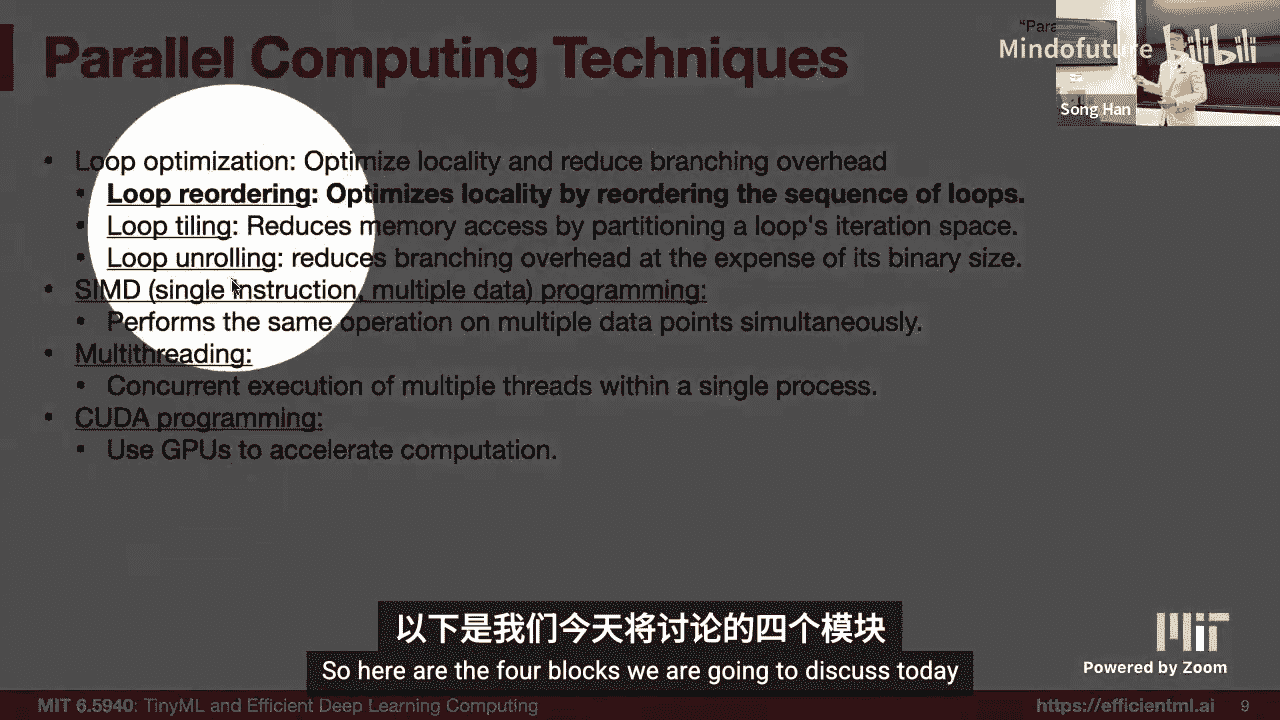 "Para
Parallel Computing Techniques
Mindofuture bilibili
Song Han
• Loop optimization: Optimize locality and reduce branching overhead
▪ Loop reordering: Optimizes locality by reordering the sequence of loops.
▪ Loop tiling: Reduces memory access by partitioning a loop's iteration space.
▪ Loop unrolling: reduces branching overhead at the expense of its binary size.
• SIMD (single instruction, multiple data) programming:
▪ Performs the same operation on multiple data points simultaneously.
• Multithreading:
▪ Concurrent execution of multiple threads within a single process.
• CUDA programming:
▪ Use GPUs to accelerate computation.
以下是我们今天将讨论的四个模块
So here are the four blocks we are going to discuss today
MIT
Powered by Zoom
MIT 6.5940: TinyML and Efficient Deep Learning Computing
https://efficientml.ai 9